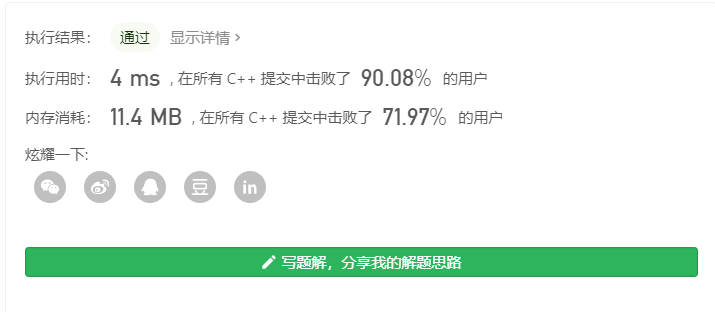 执行结果： 通过 显示详情 >
执行用时： 4 ms , 在所有 C++ 提交中击败了 90.08% 的用户
内存消耗： 11.4 MB , 在所有 C++ 提交中击败了 71.97% 的用户
炫耀一下:
豆 in
写题解，分享我的解题思路